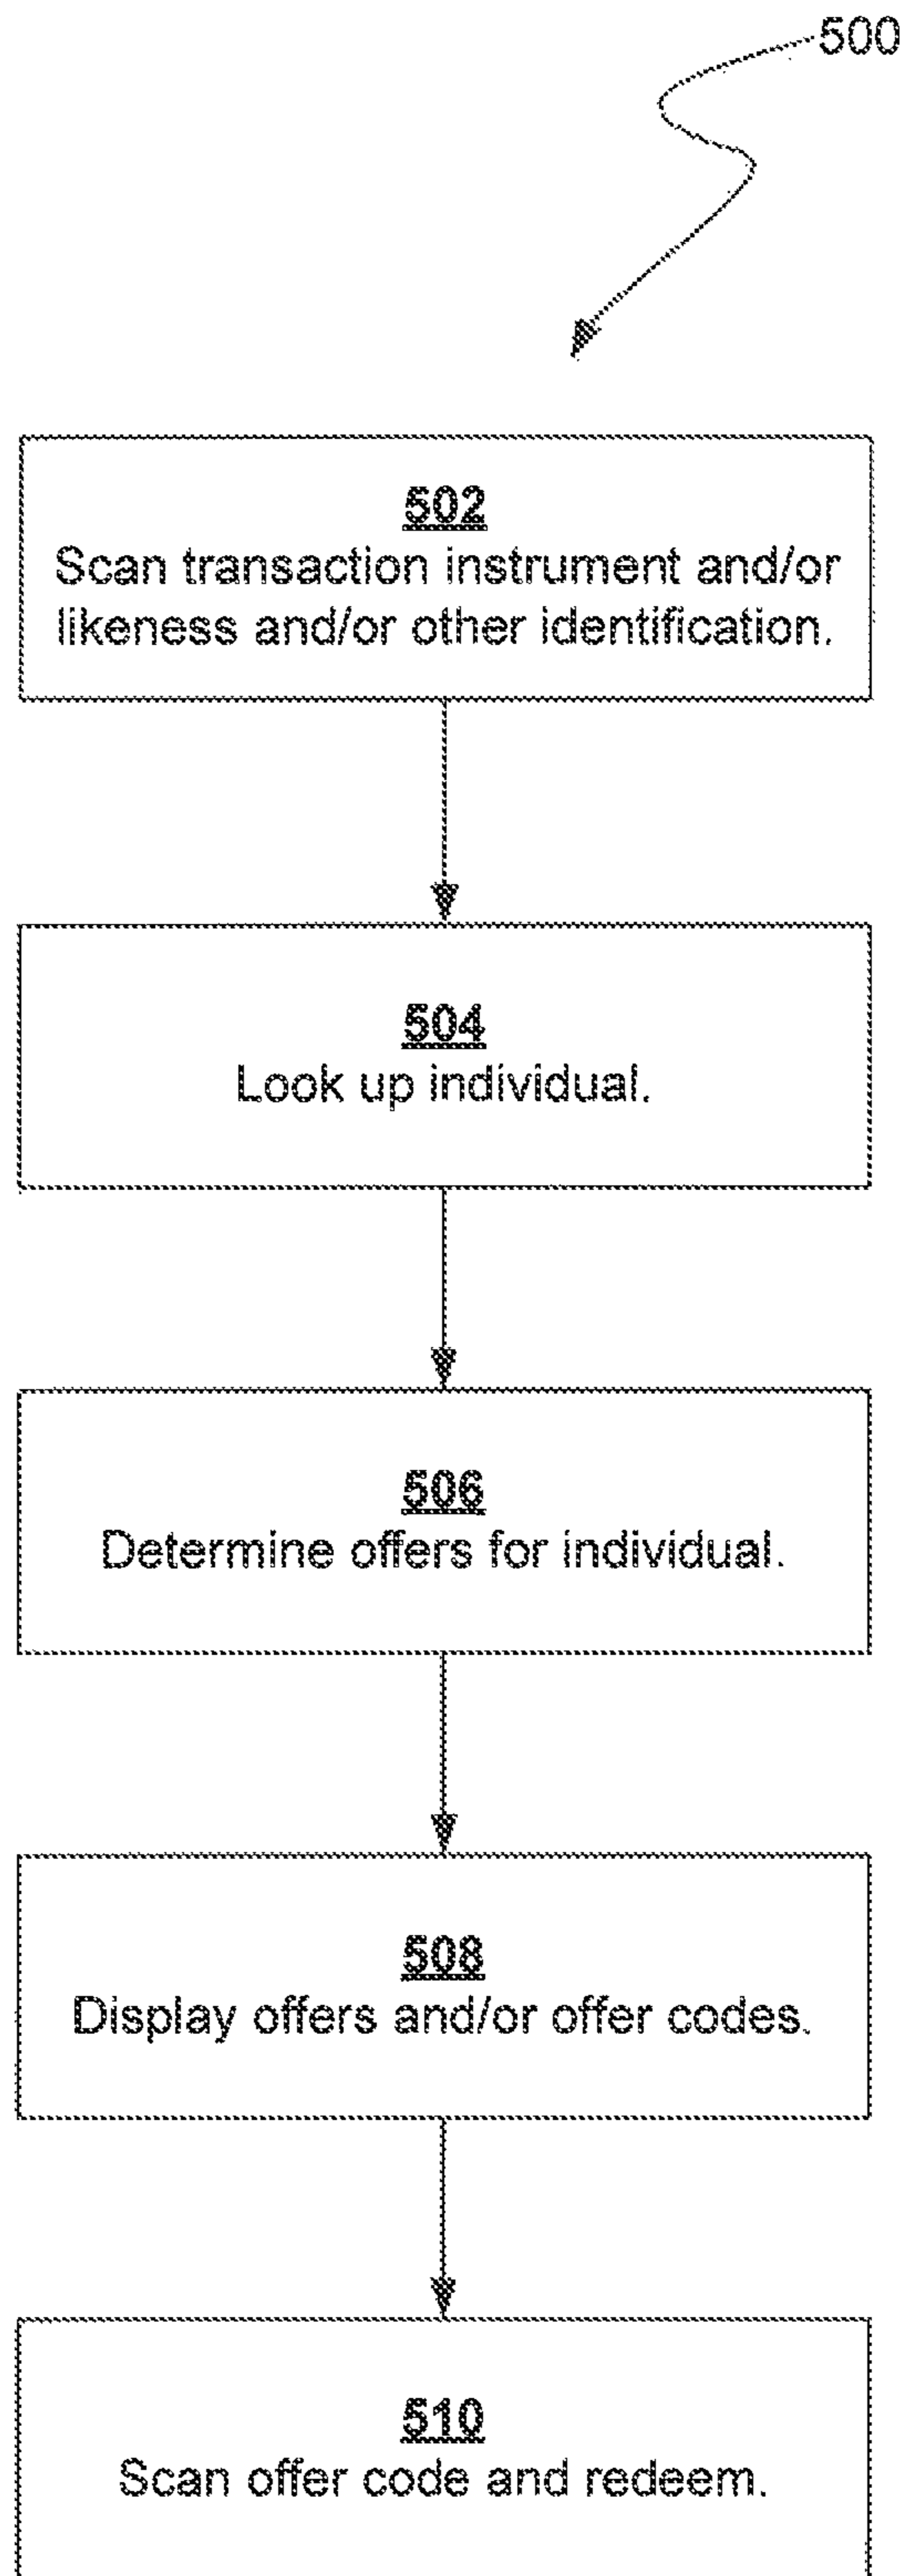 500
502
Scan transaction instrument and/or
likeness and/or other identification.
504
Look up individual.
506
Determine offers for individual.
508
Display offers and/or offer codes.
510
Scan offer code and redeem.